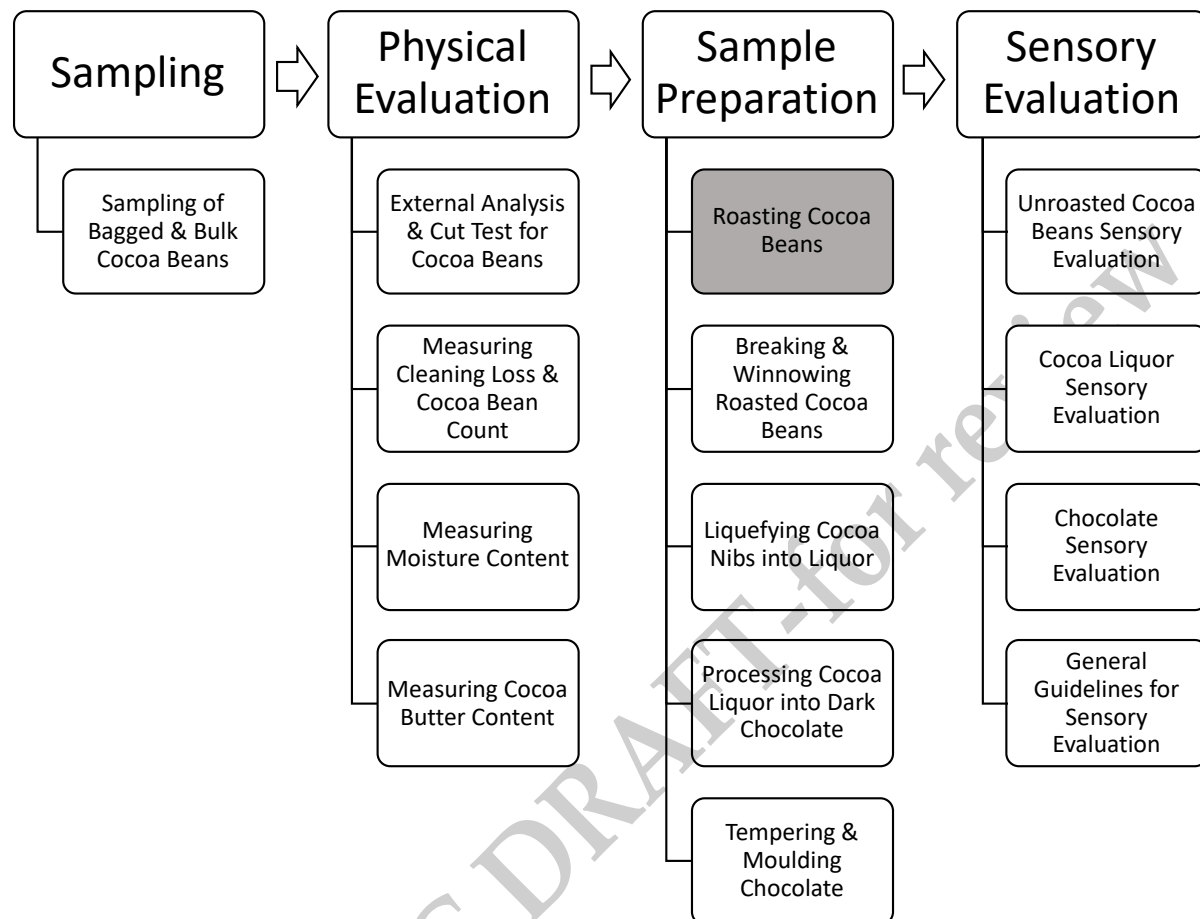 Sampling
Sampling of
Bagged & Bulk
Cocoa Beans
Physical
Evaluation
External Analysis
& Cut Test for
Cocoa Beans
Measuring
Cleaning Loss &
Cocoa Bean
Count
Measuring
Moisture Content
Measuring Cocoa
Butter Content
Sample
Preparation
Roasting Cocoa
Beans
Breaking &
Winnowing
Roasted Cocoa
Beans
Liquefying Cocoa
Nibs into Liquor
Processing Cocoa
Liquor into Dark
Chocolate
Tempering &
Moulding
Chocolate
Sensory
Evaluation
Unroasted Cocoa
Beans Sensory
Evaluation
Cocoa Liquor
Sensory
Evaluation
Chocolate
Sensory
Evaluation
General
Guidelines for
Sensory
Evaluation
DRAFT-for review